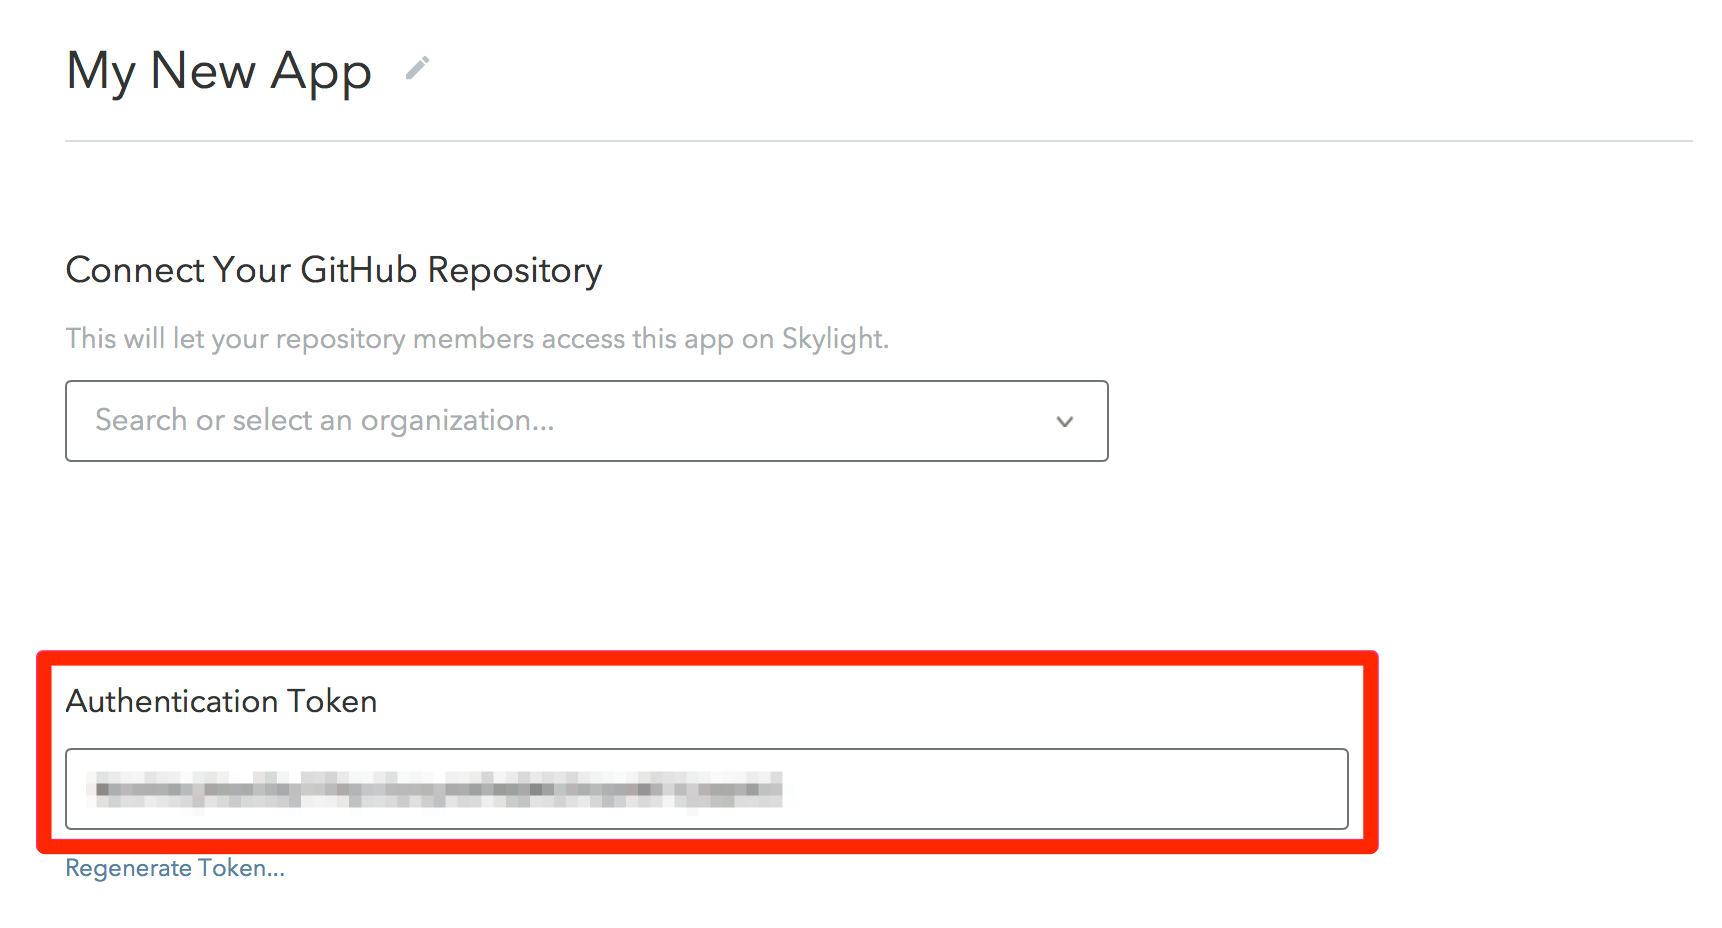 My New App
Connect Your GitHub Repository
This will let your repository members access this app on Skylight.
Search or select an organization...
Authentication Token
Regenerate Token...